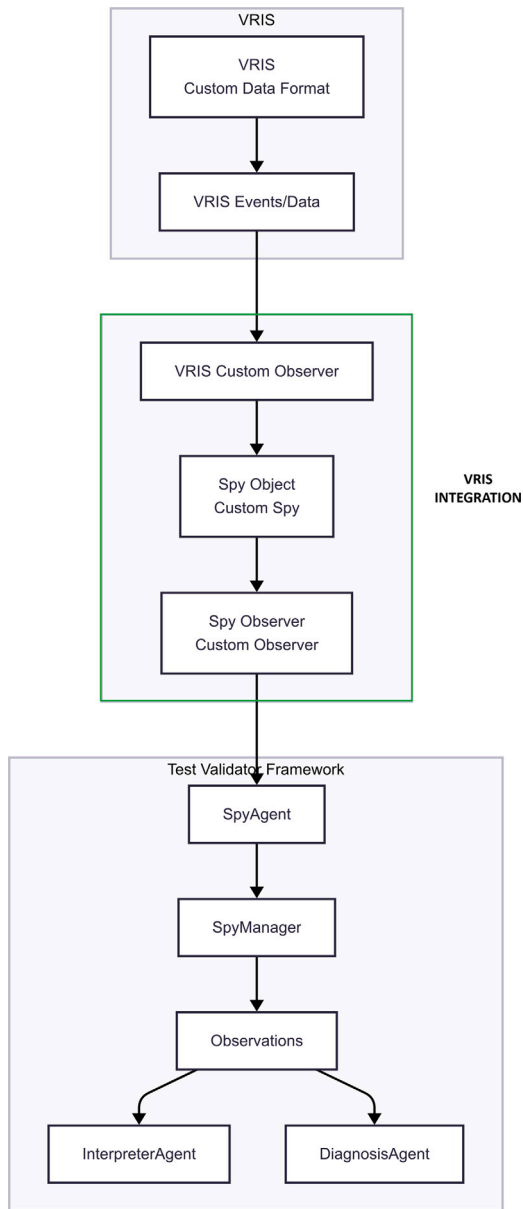 VRIS
VRIS
Custom Data Format
VRIS Events/Data
VRIS Custom Observer
Spy Object
Custom Spy
VRIS
INTEGRATION
Spy Observer
Custom Observer
Test Validator Framework
SpyAgent
SpyManager
Observations
InterpreterAgent
DiagnosisAgent